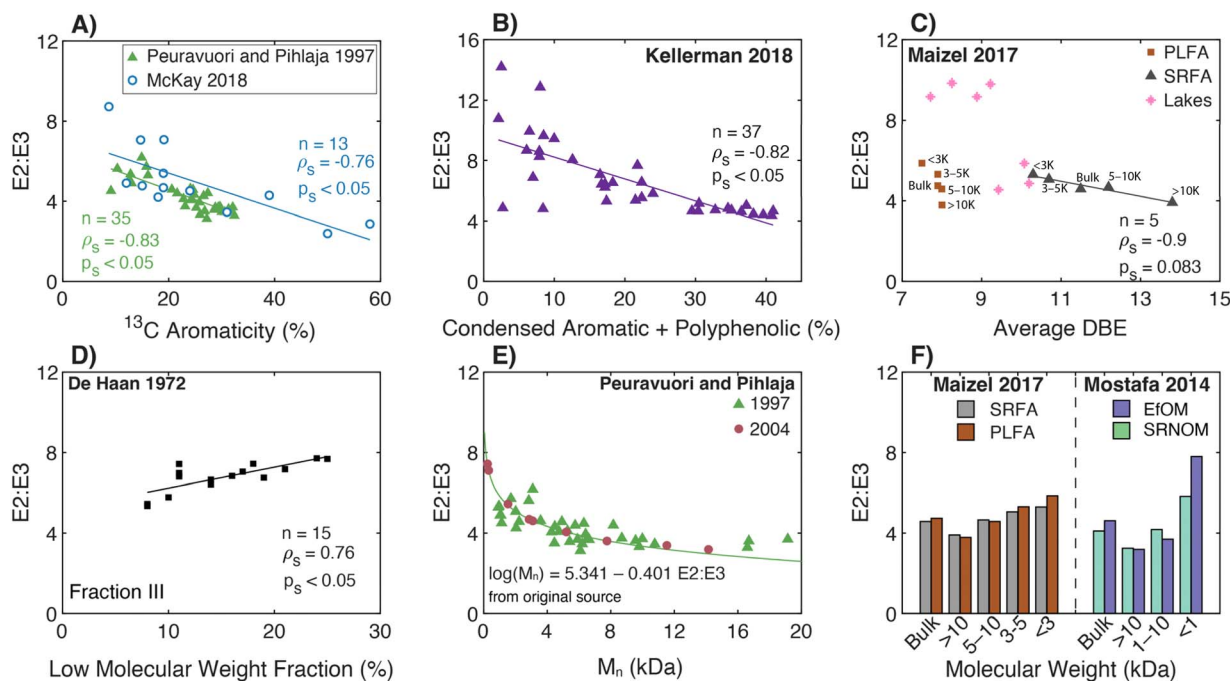 A)
12
8
4
0
E2:E3
Peuravuori and Pihlaja 1997
McKay 2018
n = 13
ρs = -0.76
ps < 0.05
n = 35
ρs = -0.83
ps < 0.05
0 20 40 60
13C Aromaticity (%)
B)
16
12
8
4
0
E2:E3
Kellerman 2018
n = 37
ρs = -0.82
ps < 0.05
0 10 20 30 40
Condensed Aromatic + Polyphenolic (%)
C)
12
8
4
0
E2:E3
Maizel 2017
PLFA
SRFA
Lakes
<3K
3-5K
Bulk
5-10K
>10K
<3K
3-5K
Bulk
5-10K
>10K
n = 5
ρs = -0.9
ps = 0.083
7 9 11 13 15
Average DBE
D)
12
8
4
0
E2:E3
De Haan 1972
n = 15
ρs = 0.76
ps < 0.05
Fraction III
0 10 20 30
Low Molecular Weight Fraction (%)
E)
12
8
4
0
E2:E3
Peuravuori and Pihlaja
1997
2004
log(Mn) = 5.341 – 0.401 E2:E3
from original source
0 4 8 12 16 20
Mn (kDa)
F)
12
8
4
0
E2:E3
Maizel 2017
SRFA
PLFA
Mostafa 2014
EfOM
SRNOM
Bulk >10 5–10 3-5 <3 Bulk >10 1–10 <1
Molecular Weight (kDa)